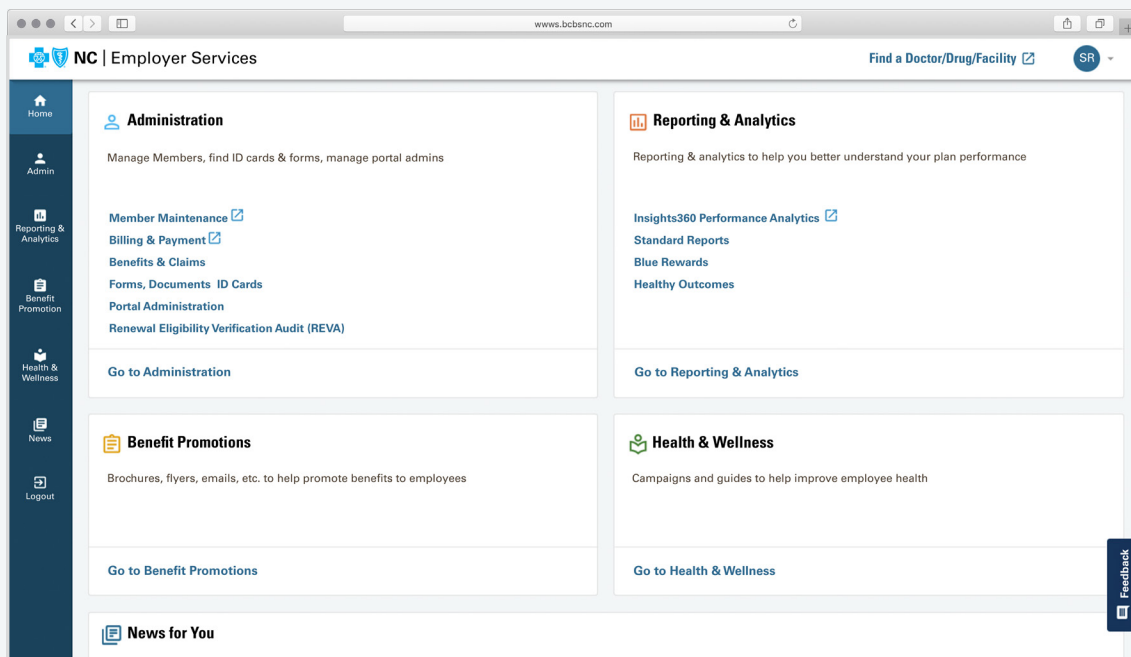 wwws.bcbsnc.com
NC | Employer Services
Find a Doctor/Drug/Facility
SR
Home
Admin
Reporting &
Analytics
Benefit
Promotion
Health &
Wellness
News
Logout
Administration
Manage Members, find ID cards & forms, manage portal admins
Member Maintenance
Billing & Payment
Benefits & Claims
Forms, Documents  ID Cards
Portal Administration
Renewal Eligibility Verification Audit (REVA)
Go to Administration
Reporting & Analytics
Reporting & analytics to help you better understand your plan performance
Insights360 Performance Analytics
Standard Reports
Blue Rewards
Healthy Outcomes
Go to Reporting & Analytics
Benefit Promotions
Brochures, flyers, emails, etc. to help promote benefits to employees
Go to Benefit Promotions
Health & Wellness
Campaigns and guides to help improve employee health
Go to Health & Wellness
Feedback
News for You